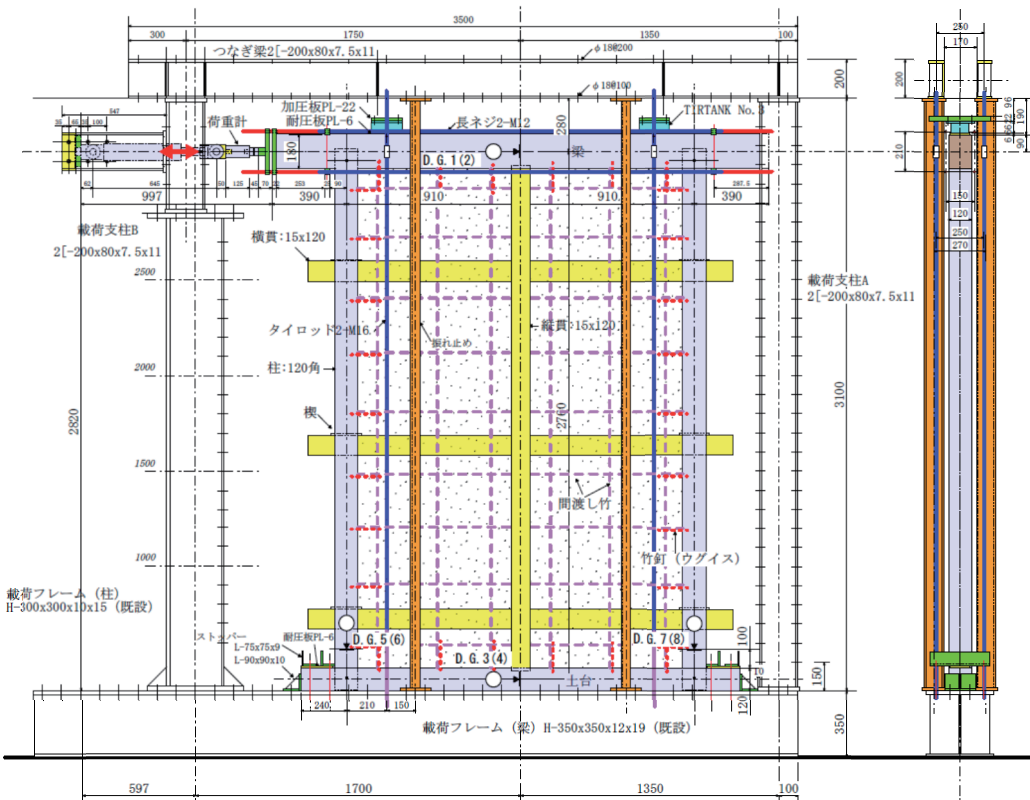 3500
300
1750
1350
100
つなぎ梁2[-200x80x7.5x11
φ18@200
φ18@100
200
547
35
65
100
荷重計
加圧板PL-22
耐圧板PL-6
長ネジ2-M12
TIRTANK No.3
280
180
D.G.1(2)
梁
62
645
50
125
45
70
253
90
287.5
997
390
910
910
390
載荷支柱B
2[-200x80x7.5x11
横貫:15x120
2500
載荷支柱A
2[-200x80x7.5x11
タイロッド2-M16
振れ止め
縦貫:15x120
柱:120角
2000
楔
2820
2700
3100
1500
間渡し竹
1000
竹釘 (ウグイス)
載荷フレーム (柱)
H-300x300x10x15 (既設)
ストッパー
耐圧板PL-6
L-75x75x9
L-90x90x10
D.G.5(6)
D.G.7(8)
D.G.3(4)
土台
100
150
120
240
210
150
載荷フレーム (梁) H-350x350x12x19 (既設)
350
597
1700
1350
100
250
170
200
96
190
90
210
150
120
250
270